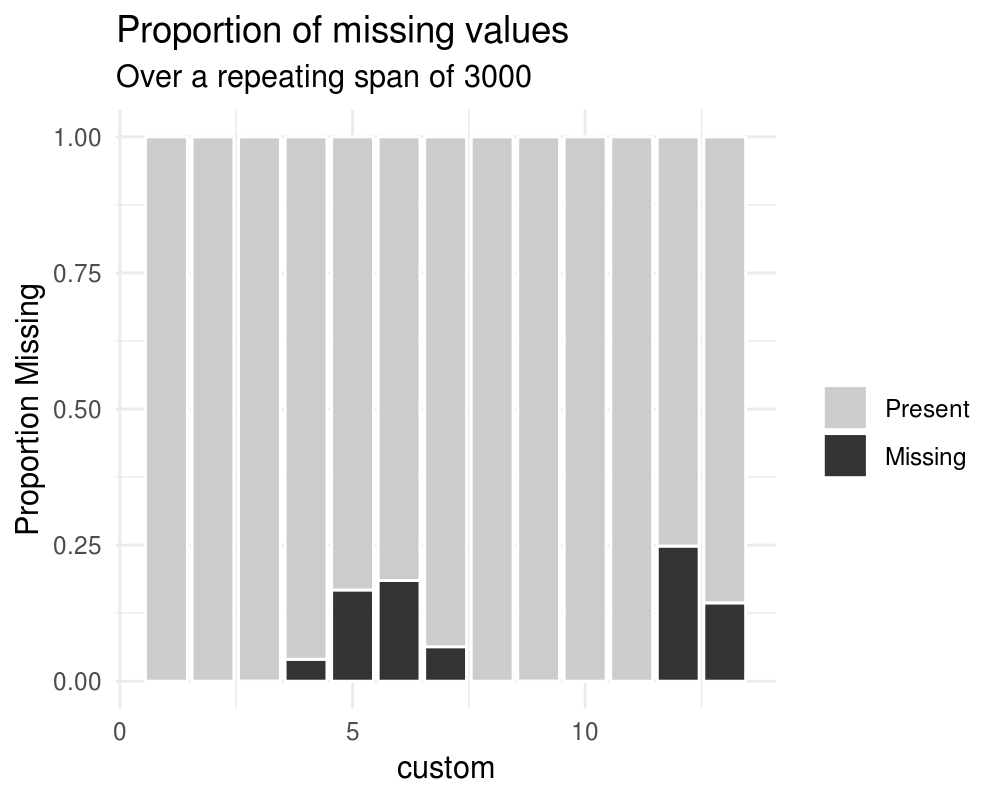 Proportion of missing values
Over a repeating span of 3000
1.00
0.75
0.50
0.25
0.00
Proportion Missing
0
5
10
custom
Present
Missing